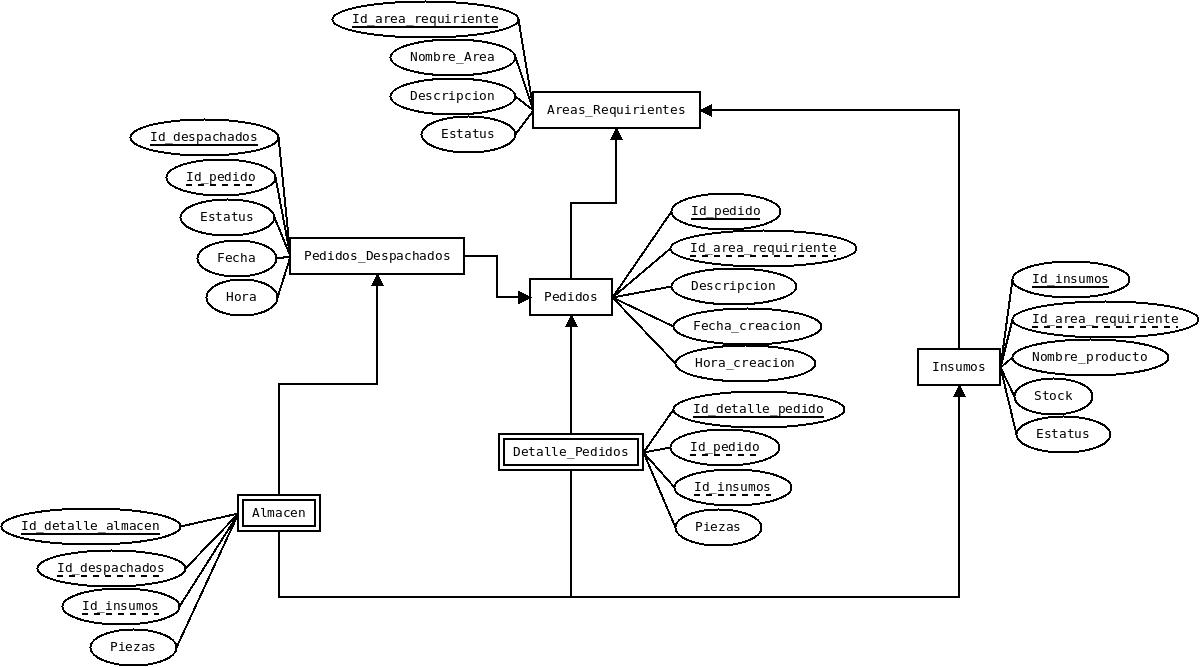 Id_area_requiriente
Nombre_Area
Descripcion
Estatus
Areas_Requirientes
Id_despachados
Id_pedido
Estatus
Fecha
Hora
Pedidos_Despachados
Id_pedido
Id_area_requiriente
Descripcion
Fecha_creacion
Hora_creacion
Pedidos
Id_insumos
Id_area_requiriente
Nombre_producto
Stock
Estatus
Insumos
Id_detalle_pedido
Id_pedido
Id_insumos
Piezas
Detalle_Pedidos
Almacen
Id_detalle_almacen
Id_despachados
Id_insumos
Piezas